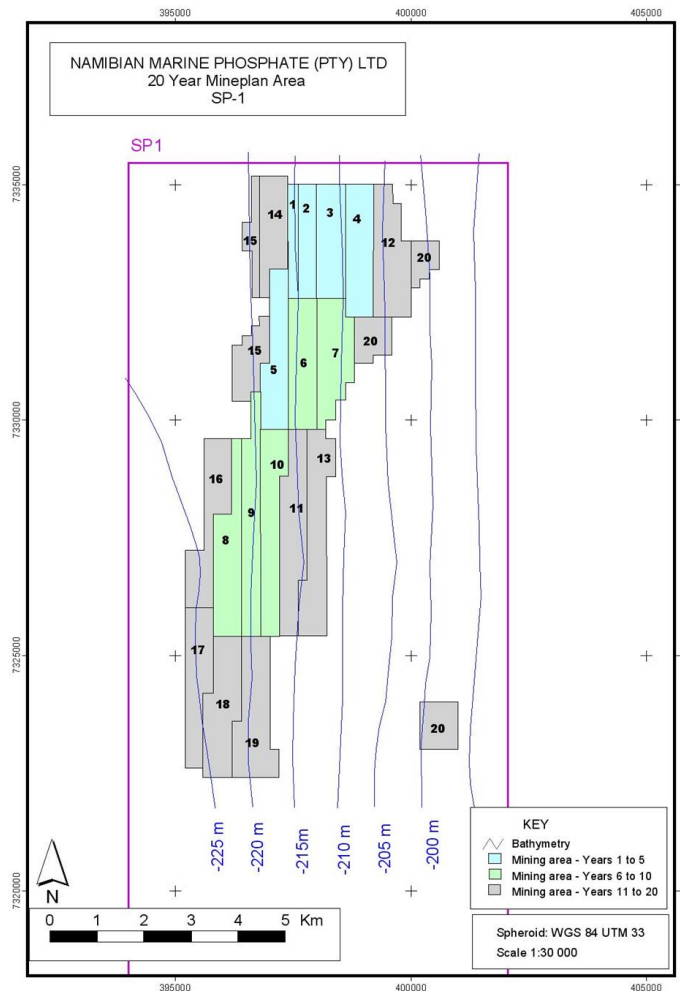 395000 400000 405000
NAMIBIAN MARINE PHOSPHATE (PTY) LTD
20 Year Mineplan Area
SP-1
SP1
7335000 7335000
14 1 2 3 4
15 12
20
20
15 7
5 6
7330000 7330000
10 13
16
11
9
8
7325000 7325000
17
18
20
19
-225 m -220 m -215m -210 m -205 m -200 m
KEY
Bathymetry
Mining area - Years 1 to 5
Mining area - Years 6 to 10
Mining area - Years 11 to 20
N
7320000 7320000
0 1 2 3 4 5 Km
Spheroid: WGS 84 UTM 33
Scale 1:30 000
395000 400000 405000